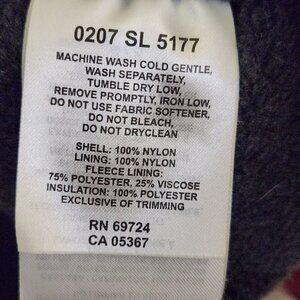 0207 SL 5177
MACHINE WASH COLD GENTLE,
WASH SEPARATELY,
TUMBLE DRY LOW,
REMOVE PROMPTLY, IRON LOW,
DO NOT USE FABRIC SOFTENER,
DO NOT BLEACH,
DO NOT DRYCLEAN
SHELL: 100% NYLON
LINING: 100% NYLON
FLEECE LINING:
75% POLYESTER, 25% VISCOSE
INSULATION: 100% POLYESTER
EXCLUSIVE OF TRIMMING
RN 69724
CA 05367